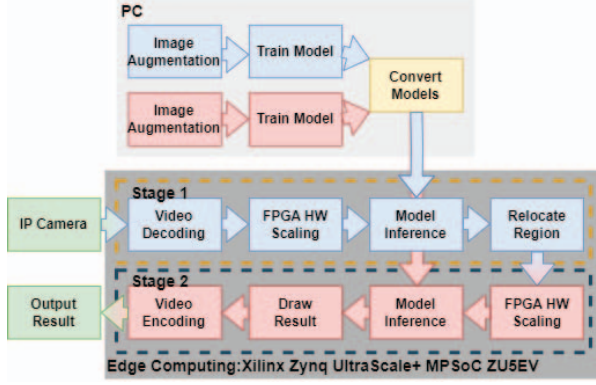 PC
Image
Augmentation
Train Model
Convert
Models
Image
Augmentation
Train Model
Stage 1
IP Camera
Video
Decoding
FPGA HW
Scaling
Model
Inference
Relocate
Region
Stage 2
Output
Result
Video
Encoding
Draw
Result
Model
Inference
FPGA HW
Scaling
Edge Computing:Xilinx Zynq UltraScale+ MPSoC ZU5EV